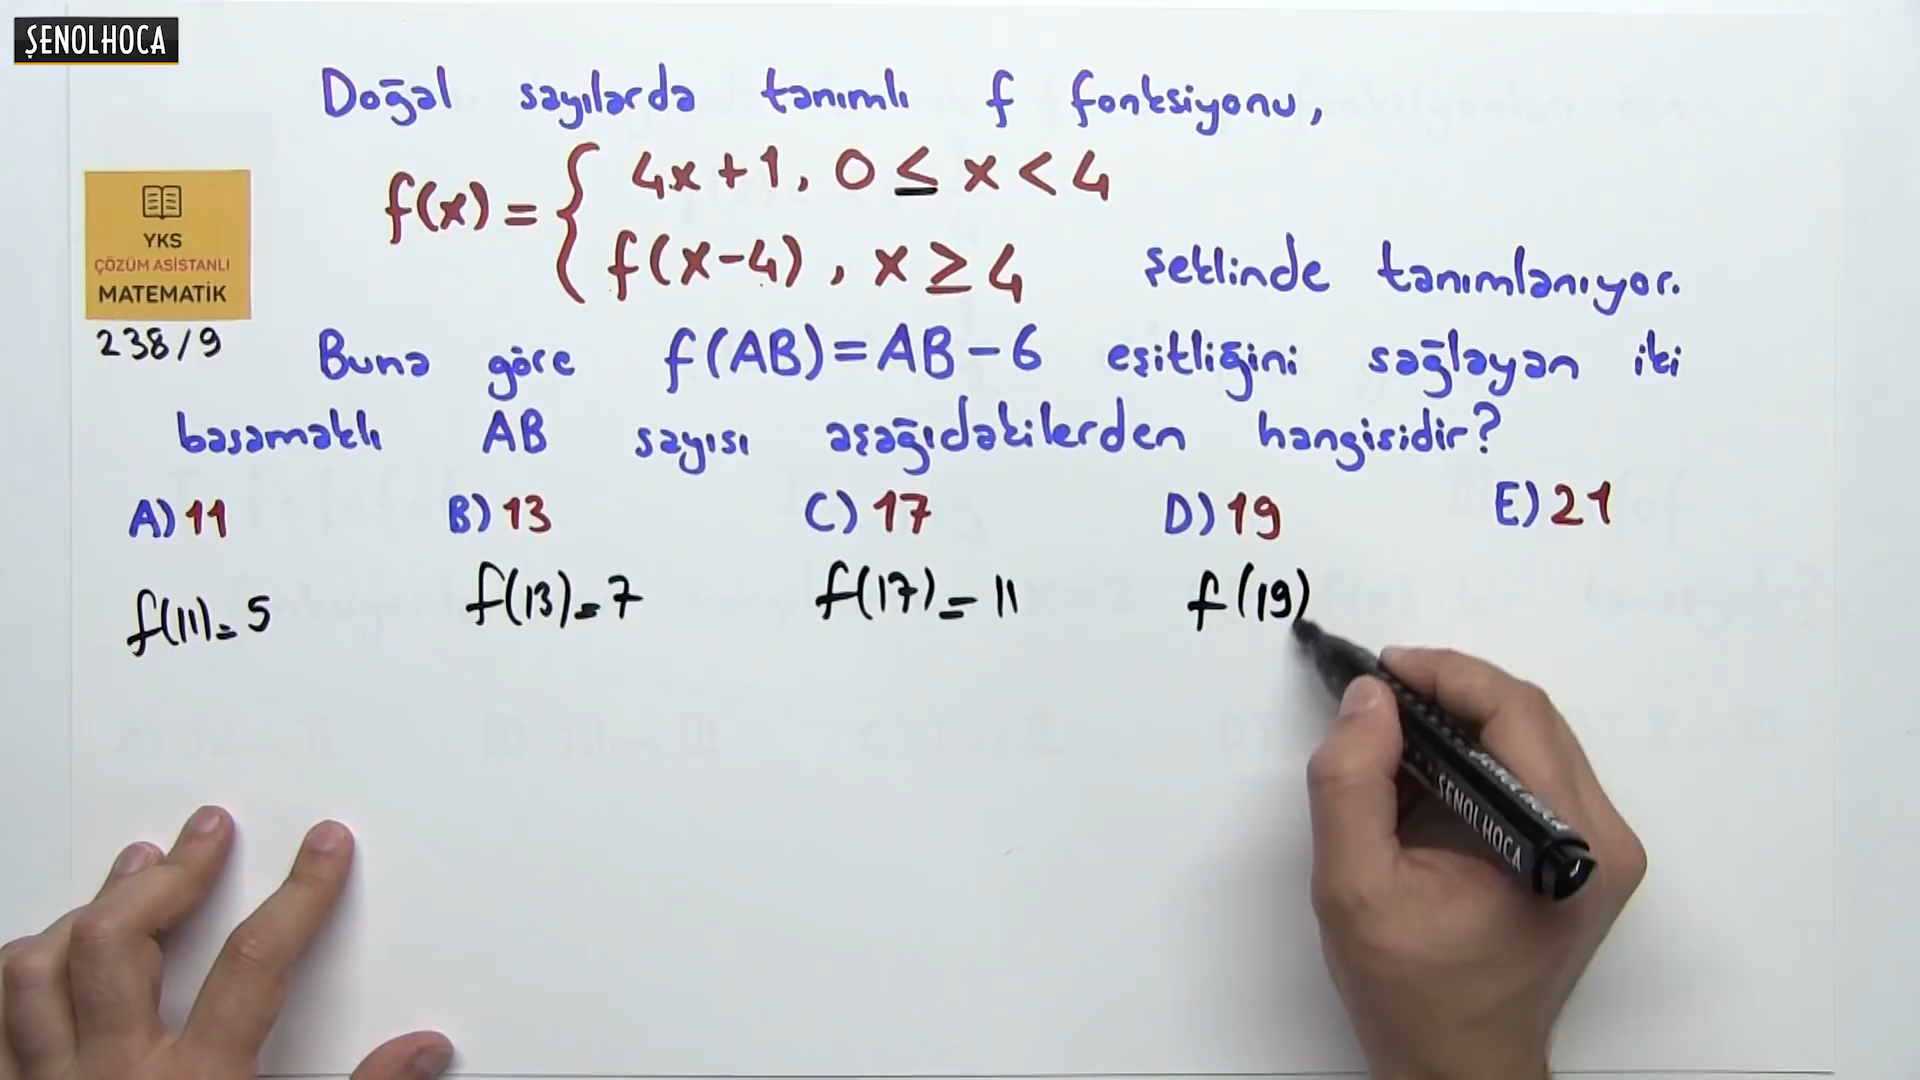 ŞENOLHOCA
Doğal sayılarda tanımlı f fonksiyonu,
f(x) = { 4x+1, 0 ≤ x < 4
f(x-4), x ≥ 4 şeklinde tanımlanıyor.
YKS
ÇÖZÜM ASİSTANLI
MATEMATİK
238/9
Buna göre f(AB)=AB-6 eşitliğini sağlayan iki
basamaklı AB sayısı aşağıdakilerden hangisidir?
A) 11 B) 13 C) 17 D) 19 E) 21
f(11)=5 f(13)=7 f(17)=11 f(19)
ŞENOLHOCA